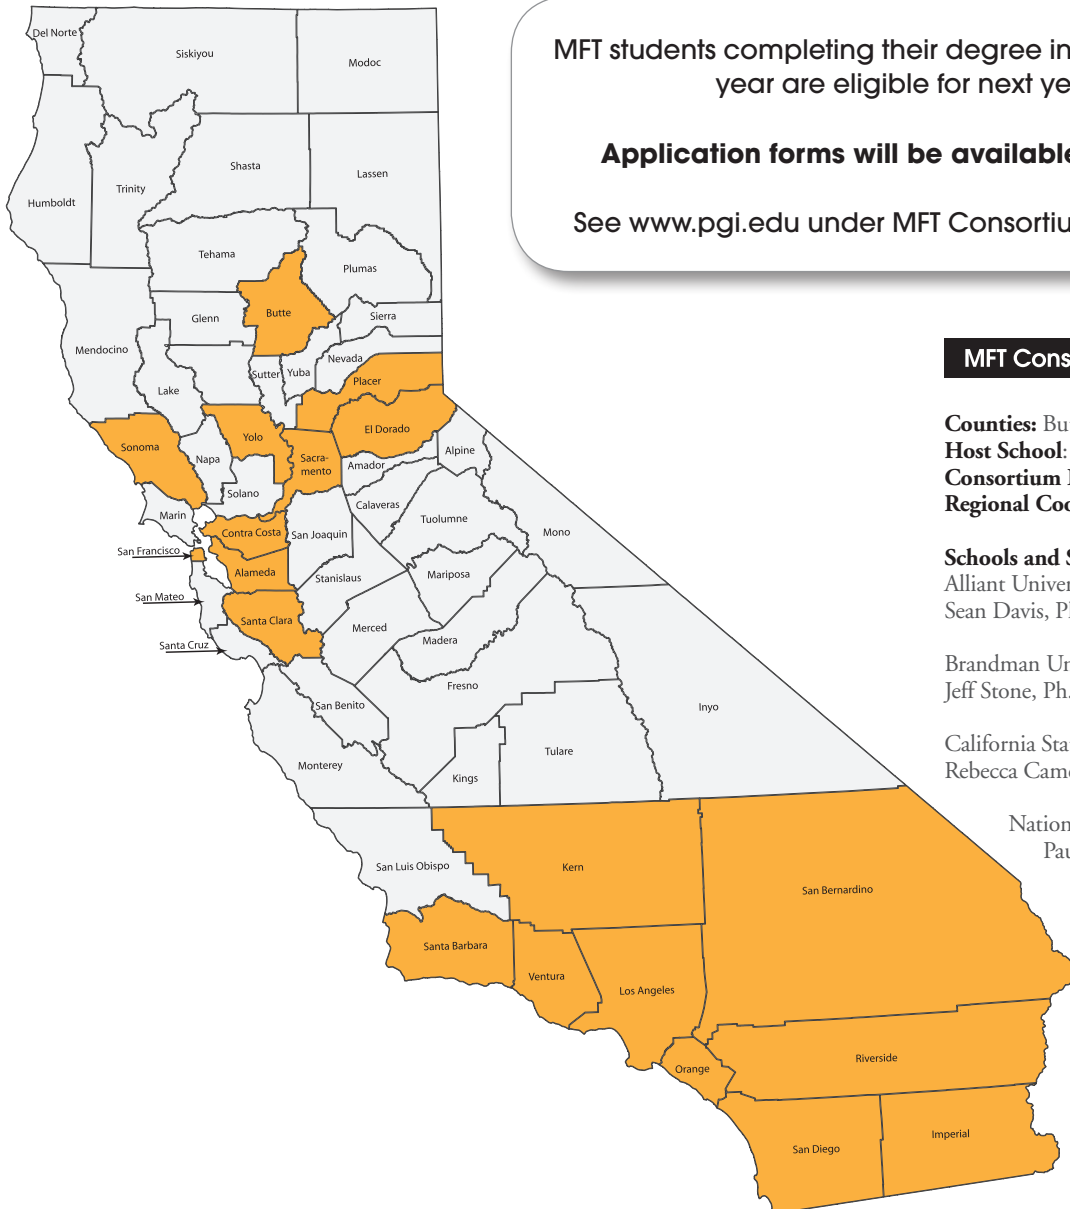 MFT students completing their degree in
year are eligible for next ye
Application forms will be available
See www.pgi.edu under MFT Consortiu
Del Norte
Siskiyou
Modoc
Shasta
Lassen
Trinity
Humboldt
Tehama
Plumas
Butte
Glenn
Sierra
Mendocino
Nevada
Sutter
Yuba
Placer
Lake
El Dorado
Yolo
Sonoma
Napa
Sacra-
mento
Alpine
Amador
Solano
Calaveras
Marin
Tuolumne
Contra Costa
San Joaquin
Mono
San Francisco
Alameda
Stanislaus
Mariposa
San Mateo
Santa Clara
Merced
Madera
Santa Cruz
Fresno
San Benito
Inyo
Tulare
Monterey
Kings
San Luis Obispo
Kern
San Bernardino
Santa Barbara
Ventura
Los Angeles
Riverside
Orange
Imperial
San Diego
MFT Cons
Counties: Bu
Host School:
Consortium
Regional Coo
Schools and S
Alliant Univer
Sean Davis, Ph
Brandman Un
Jeff Stone, Ph.
California Sta
Rebecca Came
Nation
Pau